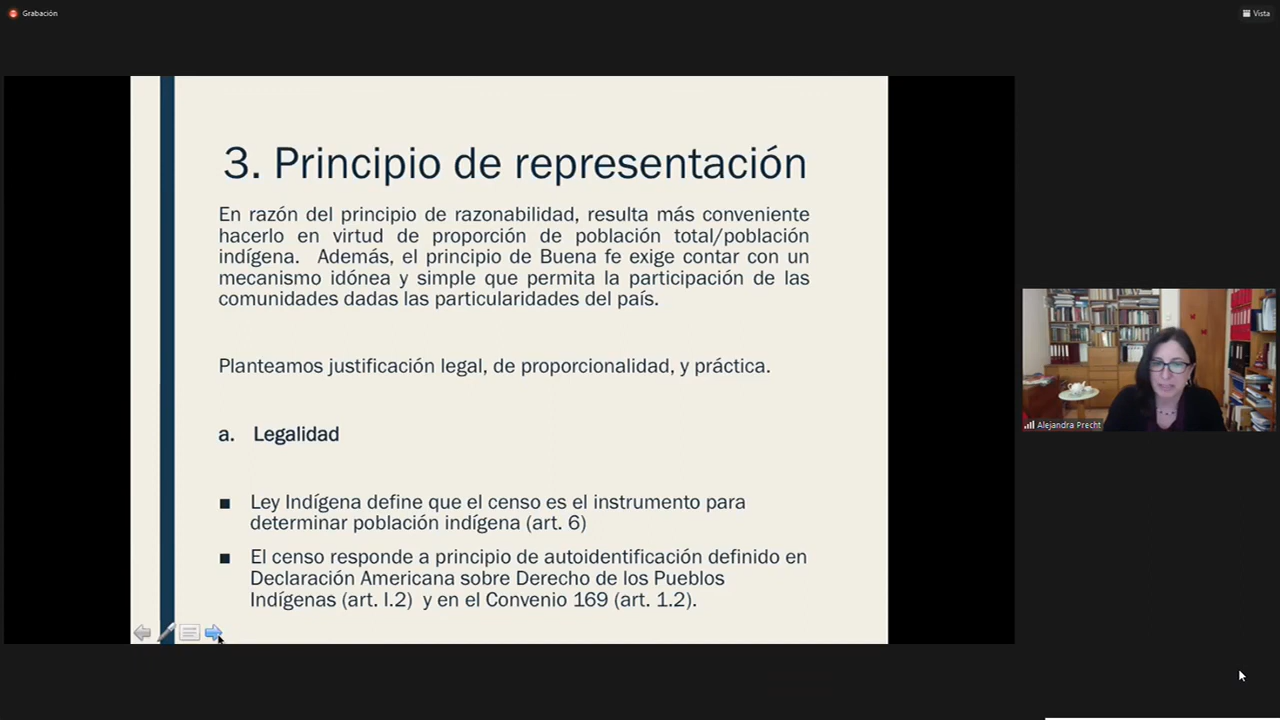 Grabación
Vista
3. Principio de representación
En razón del principio de razonabilidad, resulta más conveniente
hacerlo en virtud de proporción de población total/población
indígena. Además, el principio de Buena fe exige contar con un
mecanismo idónea y simple que permita la participación de las
comunidades dadas las particularidades del país.
Planteamos justificación legal, de proporcionalidad, y práctica.
a. Legalidad
■ Ley Indígena define que el censo es el instrumento para
determinar población indígena (art. 6)
■ El censo responde a principio de autoidentificación definido en
Declaración Americana sobre Derecho de los Pueblos
Indígenas (art. I.2) y en el Convenio 169 (art. 1.2).
Alejandra Precht